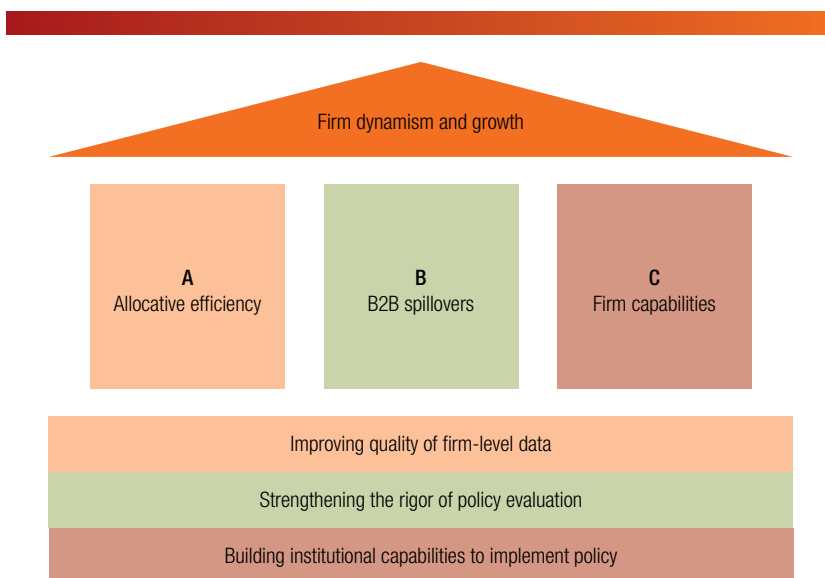 Firm dynamism and growth
A
Allocative efficiency
B
B2B spillovers
C
Firm capabilities
Improving quality of firm-level data
Strengthening the rigor of policy evaluation
Building institutional capabilities to implement policy